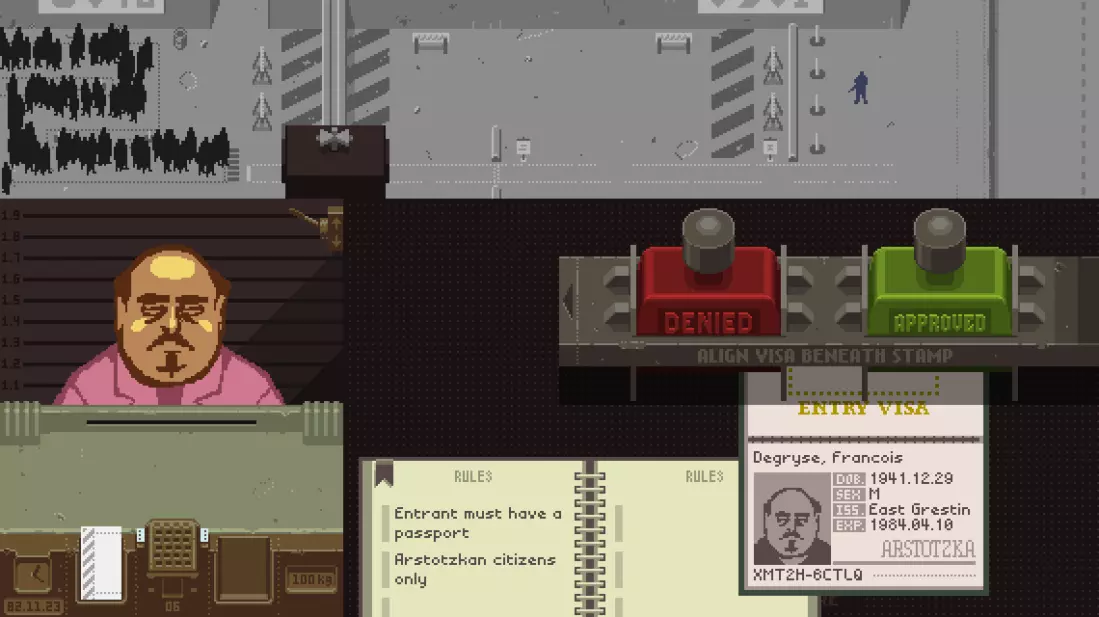 1.9
1.8
1.7
1.6
1.5
1.4
1.3
1.2
1.1
DENIED
APPROVED
ALIGN VISA BENEATH STAMP
ENTRY VISA
Degryse, Francois
DOB. 1941.12.29
SEX M
ISS. East Grestin
EXP. 1984.04.10
ARSTOTZKA
XMT2H-6CTLQ
RULES
Entrant must have a
passport
Arstotzkan citizens
only
RULES
82.11.23
06
100kg